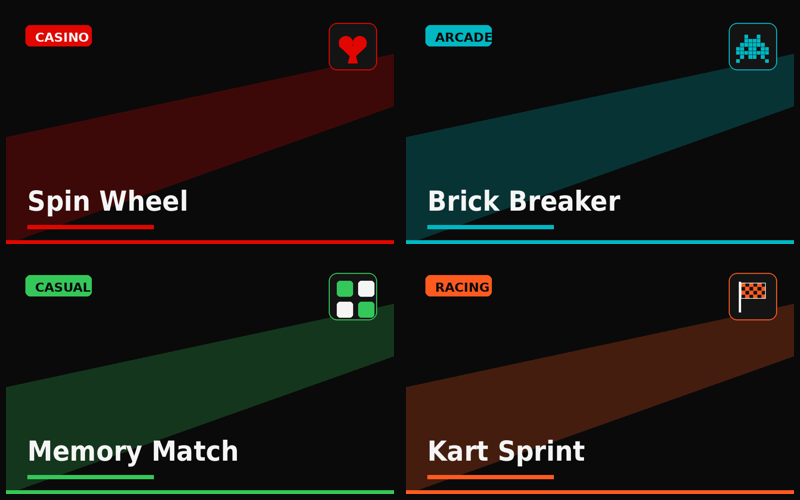 CASINO
Spin Wheel
ARCADE
Brick Breaker
CASUAL
Memory Match
RACING
Kart Sprint